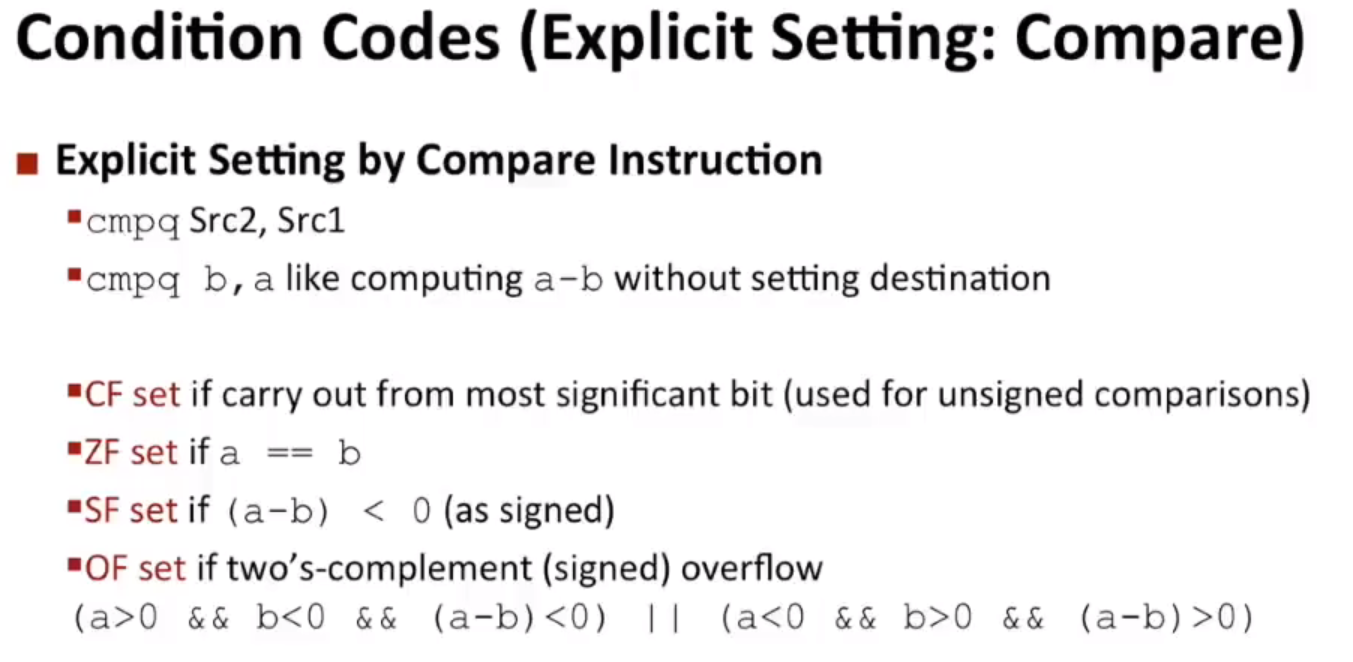 Condition Codes (Explicit Setting: Compare)
Explicit Setting by Compare Instruction
cmpq Src2, Src1
cmpq b, a like computing a-b without setting destination
CF set if carry out from most significant bit (used for unsigned comparisons)
ZF set if a == b
SF set if (a-b) < 0 (as signed)
OF set if two's-complement (signed) overflow
(a>0 && b<0 && (a-b)<0) || (a<0 && b>0 && (a-b)>0)